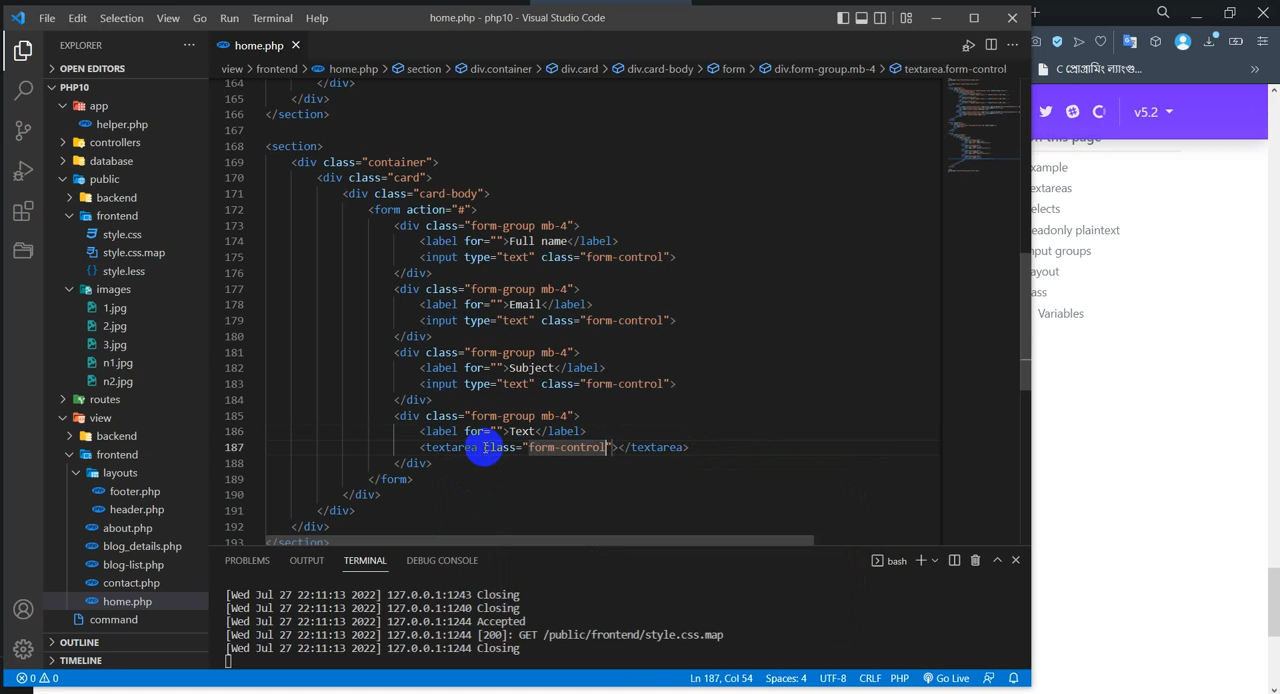 File Edit Selection View Go Run Terminal Help
home.php - php10 - Visual Studio Code
EXPLORER
OPEN EDITORS
PHP10
app
helper.php
controllers
database
public
backend
frontend
style.css
style.css.map
style.less
images
1.jpg
2.jpg
3.jpg
n1.jpg
n2.jpg
routes
view
backend
frontend
layouts
footer.php
header.php
about.php
blog_details.php
blog-list.php
contact.php
home.php
command
OUTLINE
TIMELINE
home.php
view > frontend > home.php > section > div.container > div.card > div.card-body > form > div.form-group.mb-4 > textarea.form-control
164 </div>
165 </div>
166 </section>
167
168 <section>
169 <div class="container">
170 <div class="card">
171 <div class="card-body">
172 <form action="#">
173 <div class="form-group mb-4">
174 <label for="">Full name</label>
175 <input type="text" class="form-control">
176 </div>
177 <div class="form-group mb-4">
178 <label for="">Email</label>
179 <input type="text" class="form-control">
180 </div>
181 <div class="form-group mb-4">
182 <label for="">Subject</label>
183 <input type="text" class="form-control">
184 </div>
185 <div class="form-group mb-4">
186 <label for="">Text</label>
187 <textarea class="form-control"></textarea>
188 </div>
189 </form>
190 </div>
191 </div>
192 </div>
193 </section>
PROBLEMS OUTPUT TERMINAL DEBUG CONSOLE
bash
[Wed Jul 27 22:11:13 2022] 127.0.0.1:1243 Closing
[Wed Jul 27 22:11:13 2022] 127.0.0.1:1240 Closing
[Wed Jul 27 22:11:13 2022] 127.0.0.1:1244 Accepted
[Wed Jul 27 22:11:13 2022] 127.0.0.1:1244 [200]: GET /public/frontend/style.css.map
[Wed Jul 27 22:11:13 2022] 127.0.0.1:1244 Closing
0 0
Ln 187, Col 54 Spaces: 4 UTF-8 CRLF PHP Go Live
C প্রোগ্রামিং ল্যাংগু...
v5.2
on this page
xample
extareas
elects
eadonly plaintext
nput groups
ayout
ass
Variables